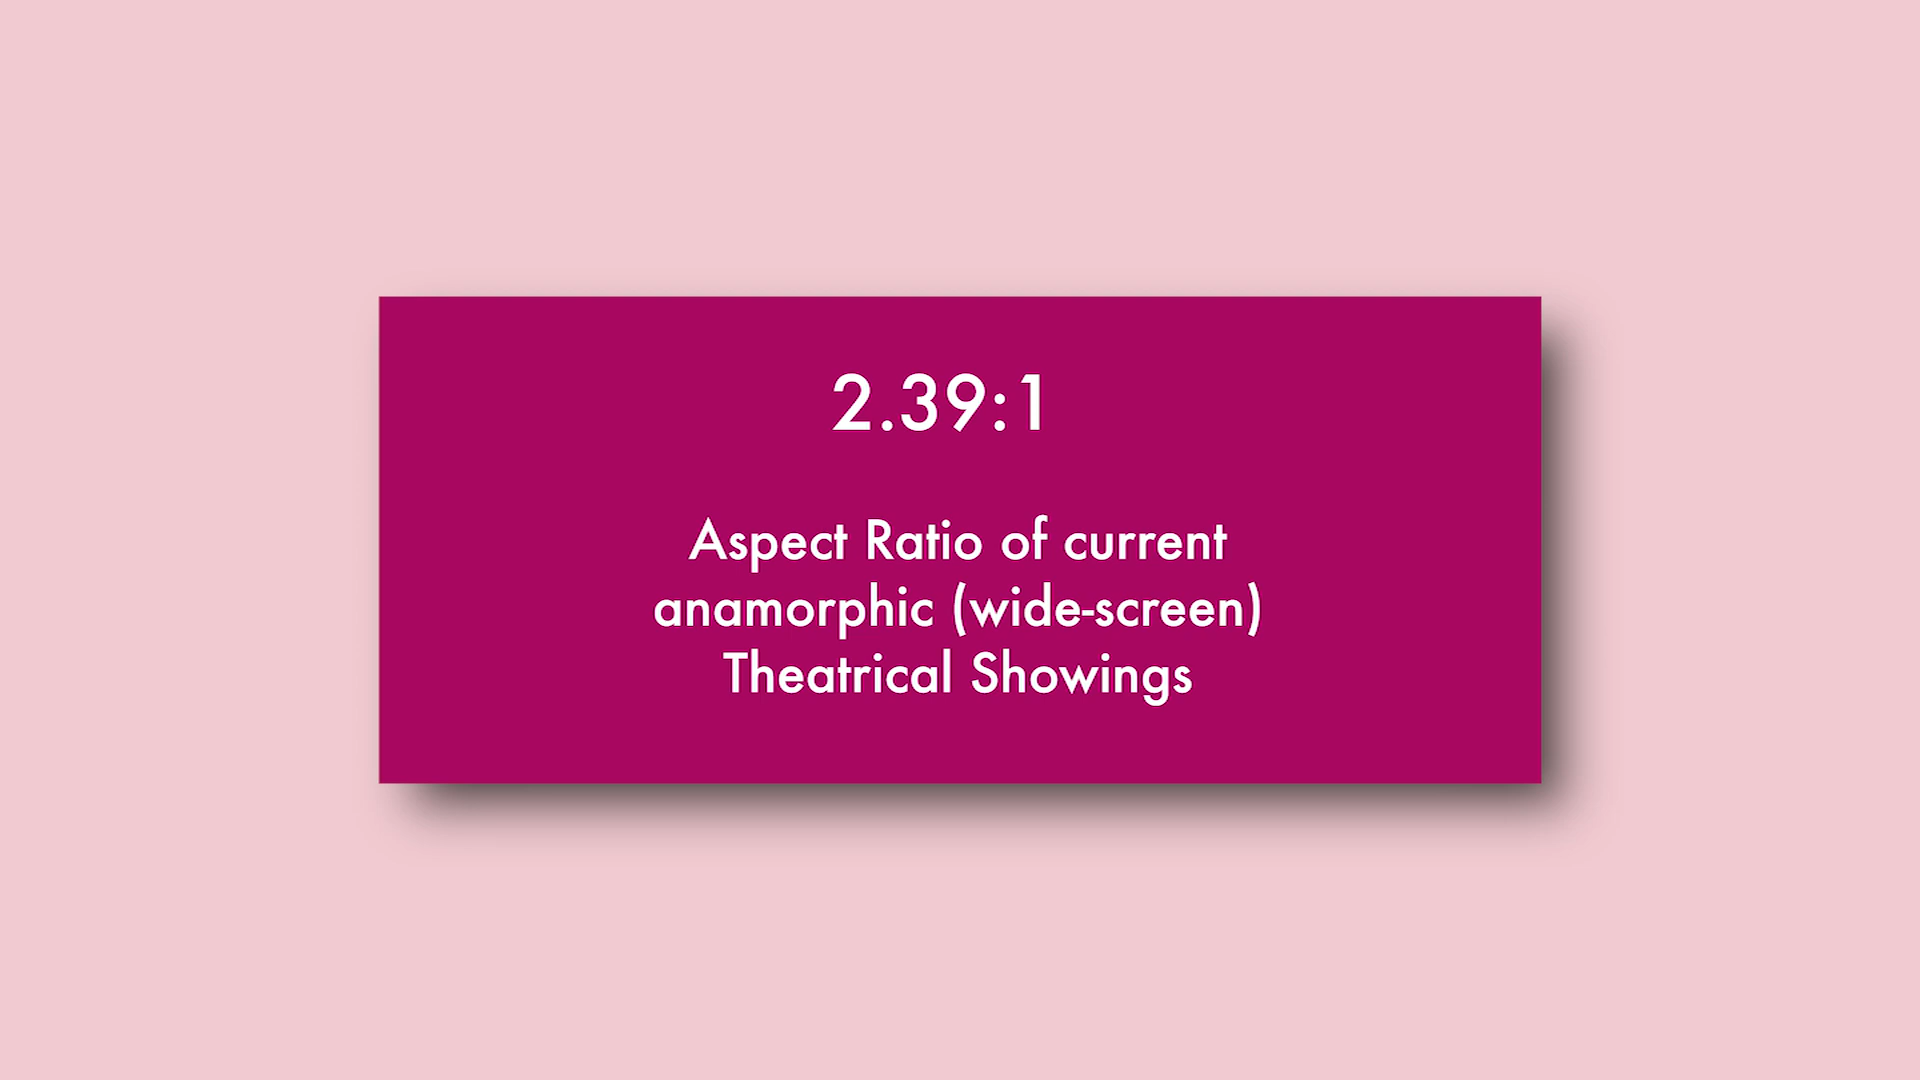 2.39:1
Aspect Ratio of current
anamorphic (wide-screen)
Theatrical Showings